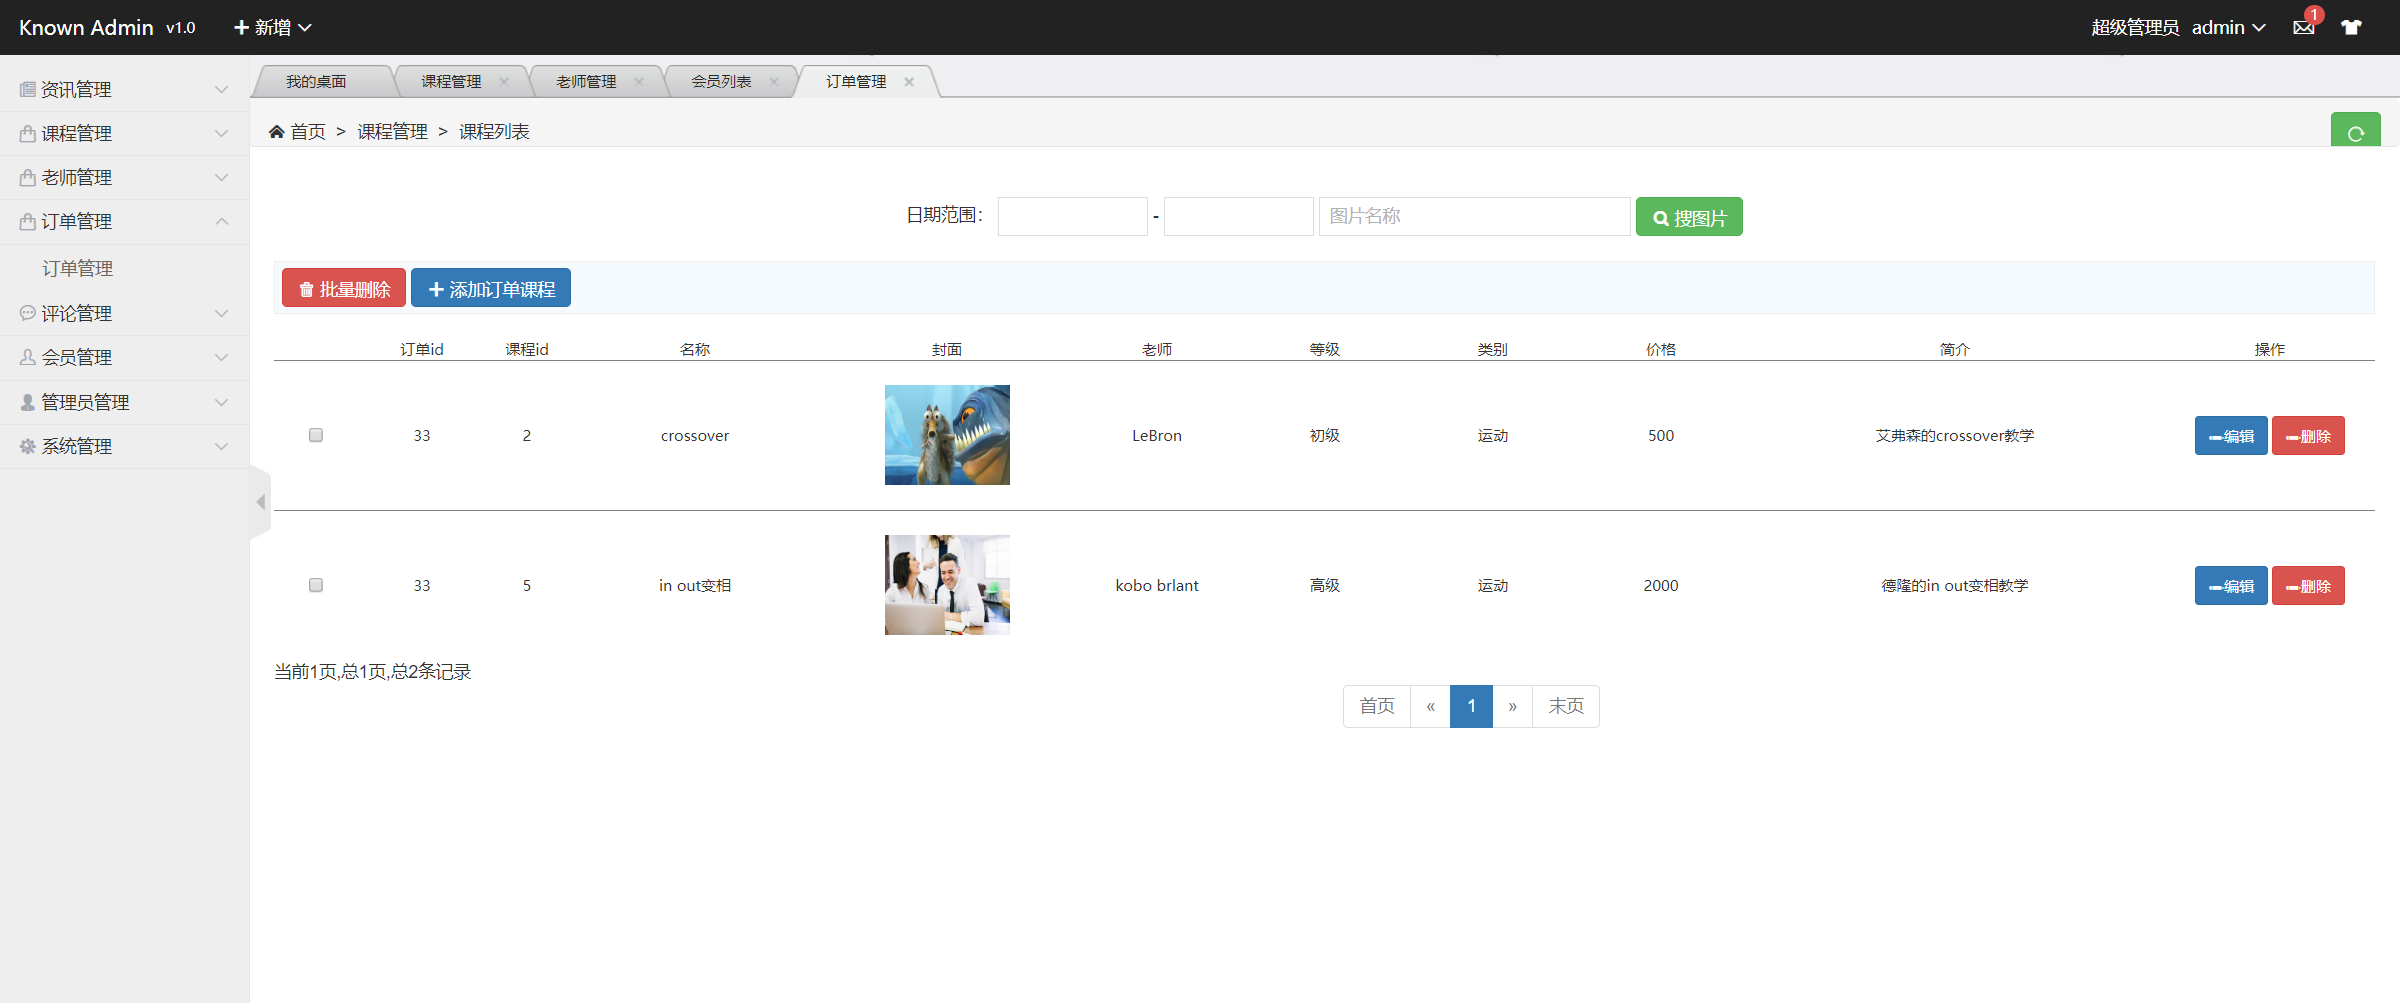 Known Admin v1.0 新增 超级管理员 admin 1
我的桌面 课程管理 老师管理 会员列表 订单管理
资讯管理
课程管理
老师管理
订单管理
订单管理
评论管理
会员管理
管理员管理
系统管理
首页 > 课程管理 > 课程列表
日期范围： - 图片名称 搜图片
批量删除 添加订单课程
订单id 课程id 名称 封面 老师 等级 类别 价格 简介 操作
33 2 crossover LeBron 初级 运动 500 艾弗森的crossover教学 编辑 删除
33 5 in out变相 kobo brlant 高级 运动 2000 德隆的in out变相教学 编辑 删除
当前1页,总1页,总2条记录
首页 « 1 » 末页